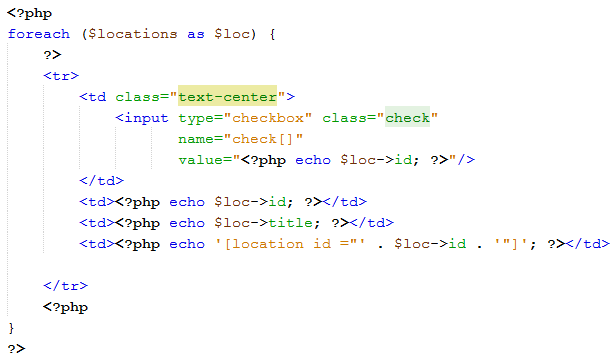 <?php
foreach ($locations as $loc) {
    ?>
    <tr>
        <td class="text-center">
            <input type="checkbox" class="check"
                   name="check[]"
                   value="<?php echo $loc->id; ?>"/>
        </td>
        <td><?php echo $loc->id; ?></td>
        <td><?php echo $loc->title; ?></td>
        <td><?php echo '[location id ="' . $loc->id . '"]'; ?></td>

    </tr>
    <?php
}
?>